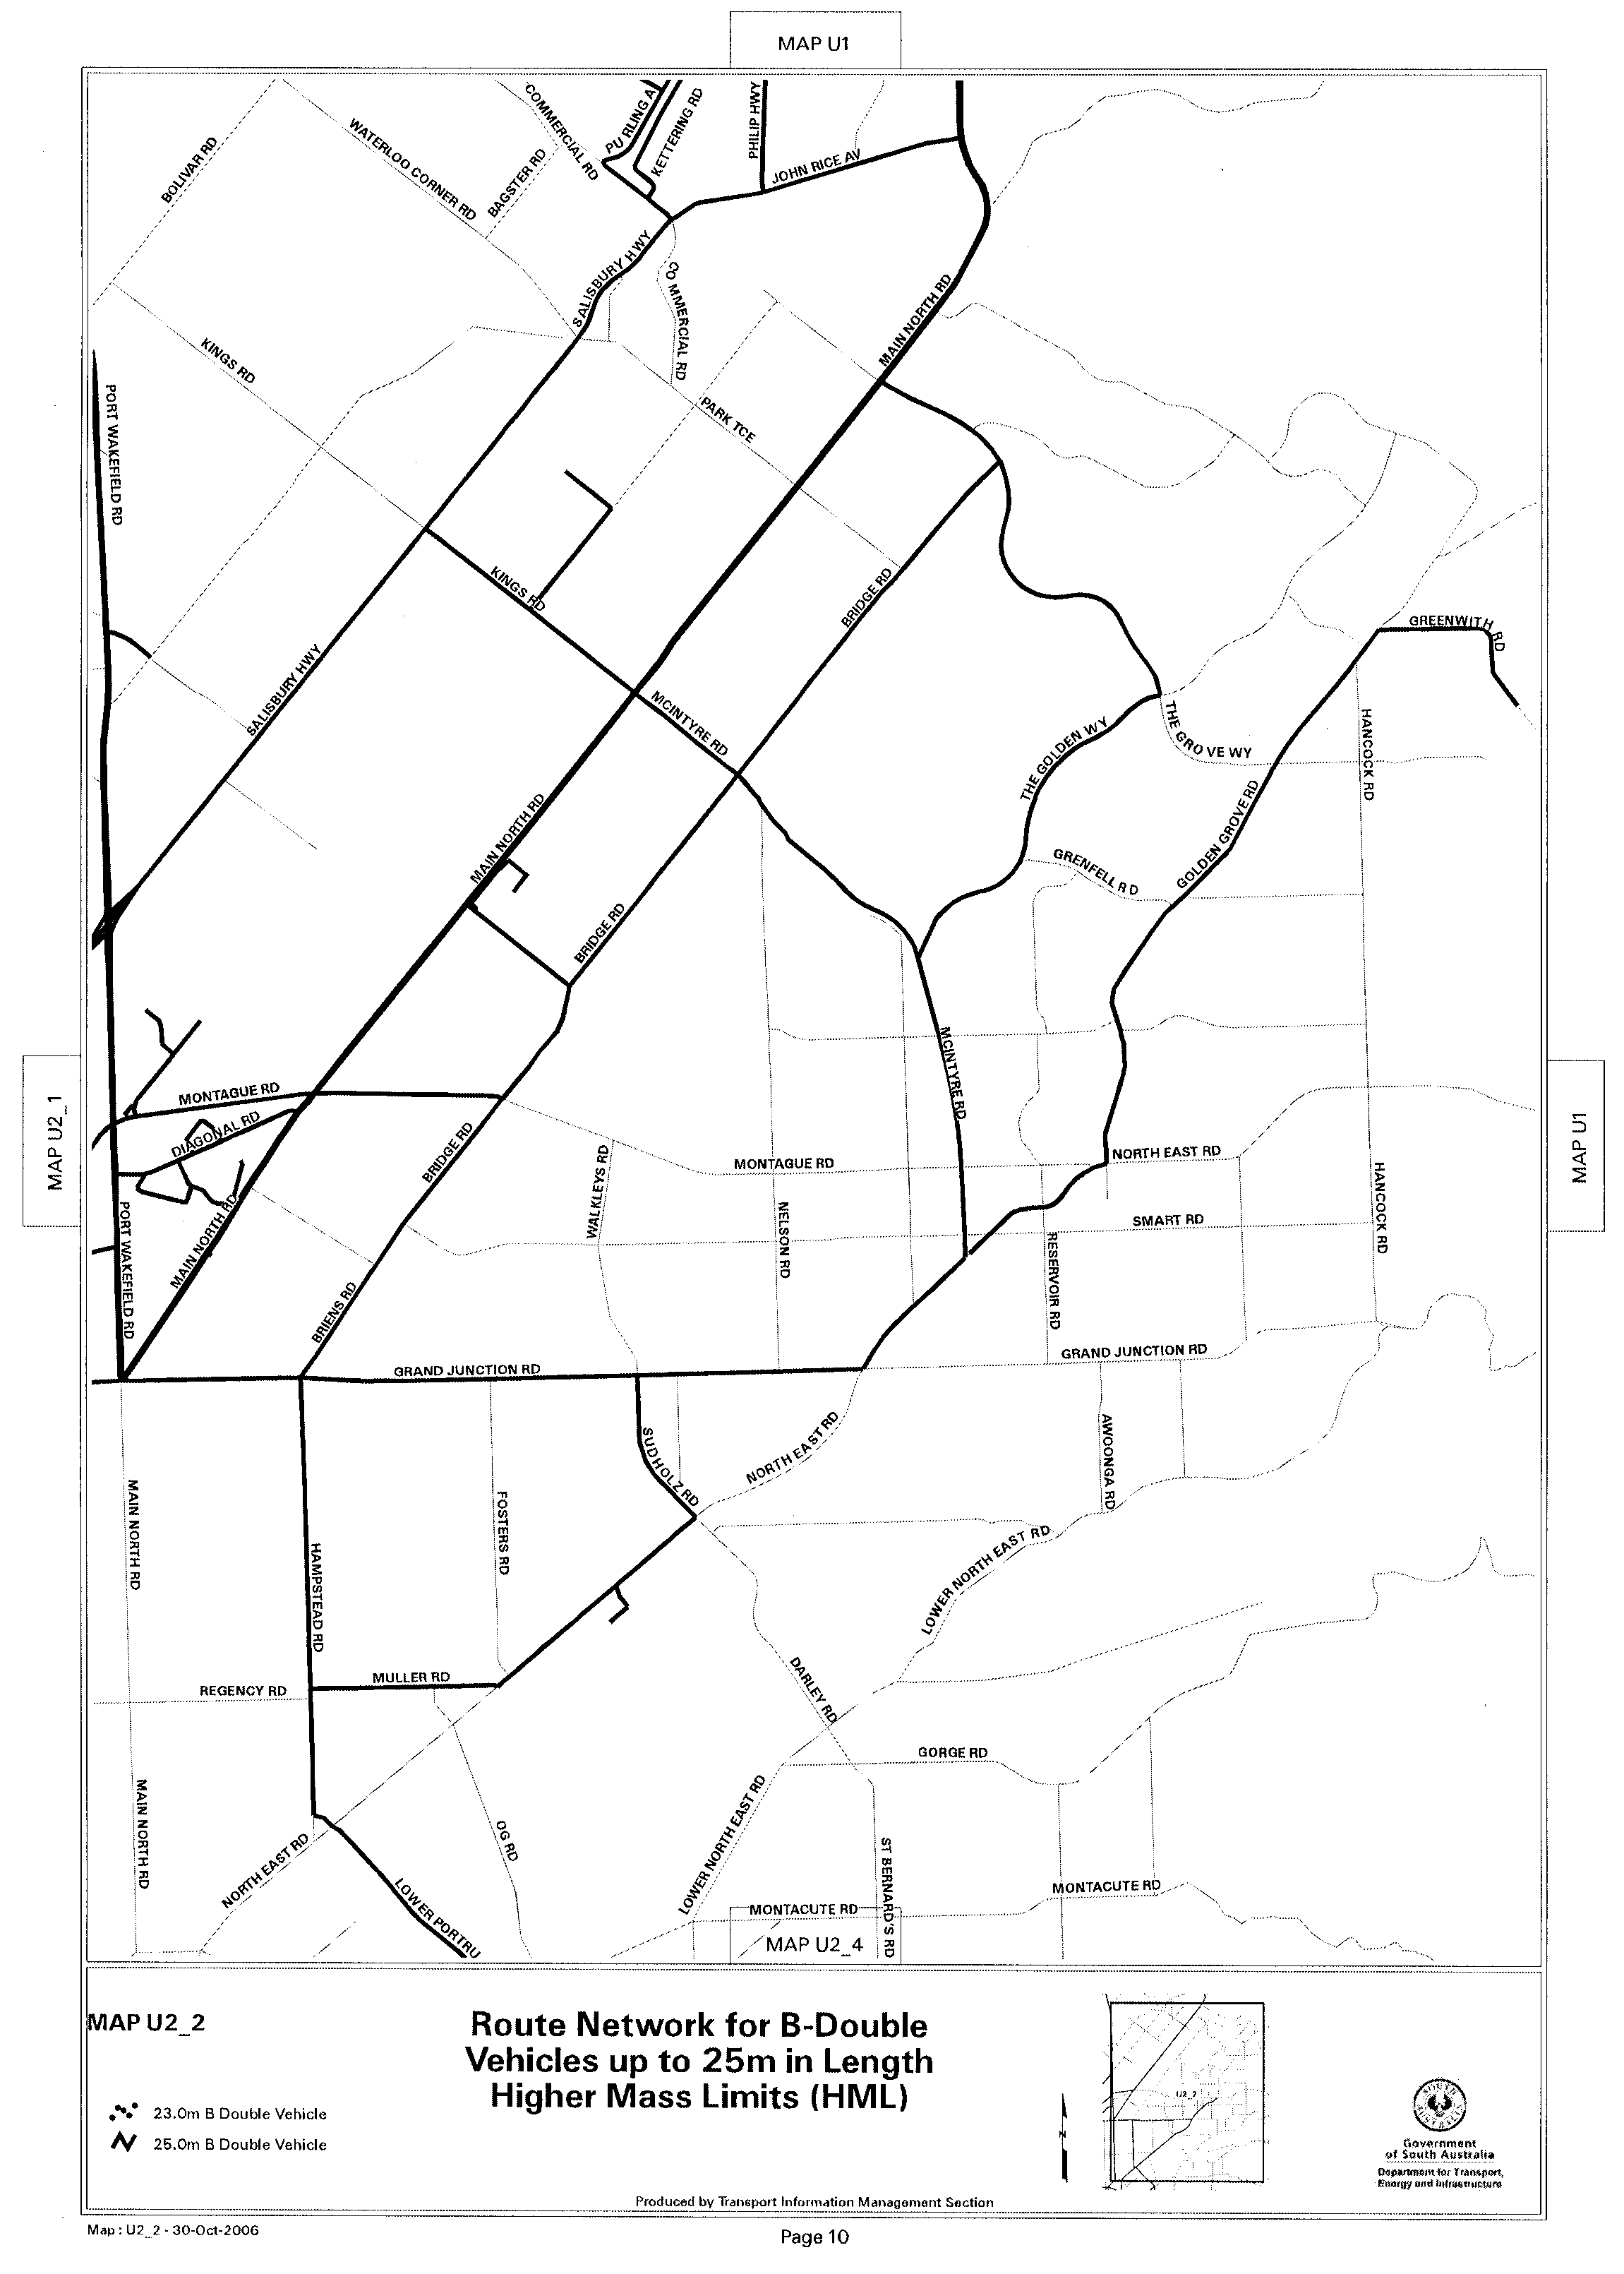 MAP U1
BOLIVAR RD
WATERLOO CORNER RD
COMMERCIAL RD
BAGSTER RD
PU RLING A
KETTERING RD
PHILIP HWY
JOHN RICE AV
SALISBURY HWY
CO MMERCIAL RD
MAIN NORTH RD
KINGS RD
PORT WAKEFIELD RD
PARK TCE
KINGS RD
BRIDGE RD
GREENWITH RD
SALISBURY HWY
MCINTYRE RD
THE GOLDEN WY
THE GRO VE WY
HANCOCK RD
MAIN NORTH RD
GOLDEN GROVE RD
GRENFELL RD
BRIDGE RD
MCINTYRE RD
MAP U2_1
MAP U1
MONTAGUE RD
DIAGONAL RD
BRIDGE RD
WALKLEYS RD
MONTAGUE RD
NORTH EAST RD
HANCOCK RD
MAIN NORTH RD
PORT WAKEFIELD RD
NELSON RD
SMART RD
RESERVOIR RD
BRIENS RD
GRAND JUNCTION RD
GRAND JUNCTION RD
SUDHOLZ RD
NORTH EAST RD
AWOONGA RD
MAIN NORTH RD
FOSTERS RD
HAMPSTEAD RD
LOWER NORTH EAST RD
REGENCY RD
MULLER RD
DARLEY RD
GORGE RD
MAIN NORTH RD
NORTH EAST RD
OG RD
LOWER NORTH EAST RD
ST BERNARD'S RD
LOWER PORTRU
MONTACUTE RD
MONTACUTE RD
MAP U2_4
MAP U2_2
Route Network for B-Double
Vehicles up to 25m in Length
Higher Mass Limits (HML)
23.0m B Double Vehicle
25.0m B Double Vehicle
N
U2_2
SOUTH AUSTRALIA
Government
of South Australia
Department for Transport,
Energy and Infrastructure
Produced by Transport Information Management Section
Map : U2_2 - 30-Oct-2006
Page 10